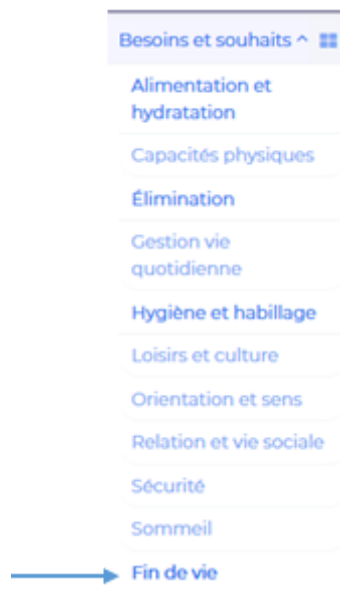 Besoins et souhaits
Alimentation et
hydratation
Capacités physiques
Élimination
Gestion vie
quotidienne
Hygiène et habillage
Loisirs et culture
Orientation et sens
Relation et vie sociale
Sécurité
Sommeil
Fin de vie